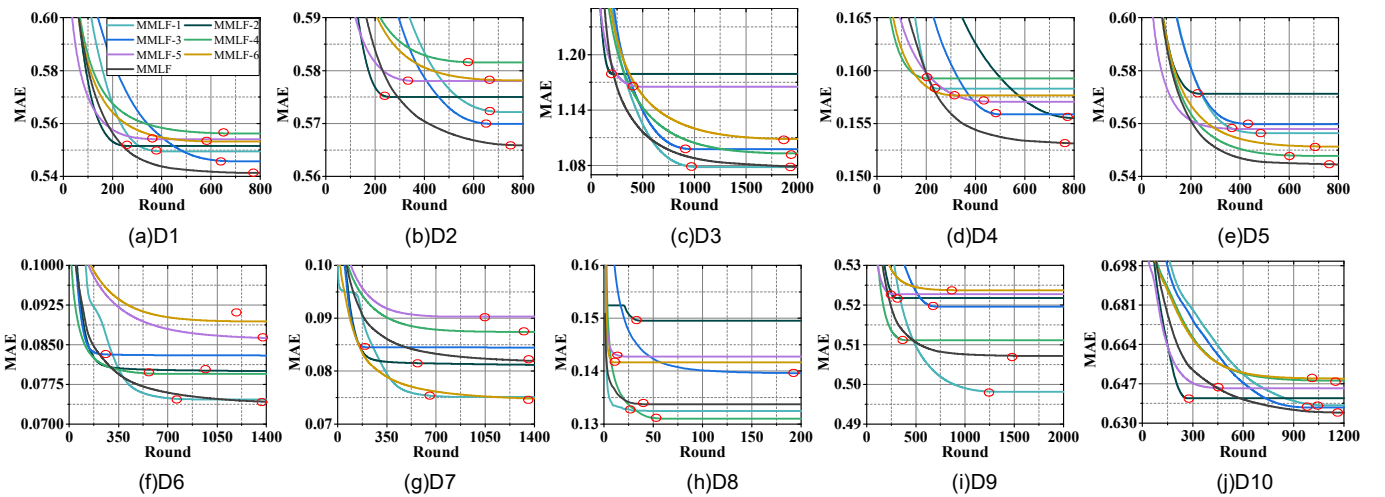 MMLF-1 MMLF-2
MMLF-3 MMLF-4
MMLF-5 MMLF-6
MMLF
MAE
0.60
0.58
0.56
0.54
0 200 400 600 800
Round
(a)D1
MAE
0.59
0.58
0.57
0.56
0 200 400 600 800
Round
(b)D2
MAE
1.20
1.14
1.08
0 500 1000 1500 2000
Round
(c)D3
MAE
0.165
0.160
0.155
0.150
0 200 400 600 800
Round
(d)D4
MAE
0.60
0.58
0.56
0.54
0 200 400 600 800
Round
(e)D5
MAE
0.1000
0.0925
0.0850
0.0775
0.0700
0 350 700 1050 1400
Round
(f)D6
MAE
0.10
0.09
0.08
0.07
0 350 700 1050 1400
Round
(g)D7
MAE
0.16
0.15
0.14
0.13
0 50 100 150 200
Round
(h)D8
MAE
0.53
0.52
0.51
0.50
0.49
0 500 1000 1500 2000
Round
(i)D9
MAE
0.698
0.681
0.664
0.647
0.630
0 300 600 900 1200
Round
(j)D10